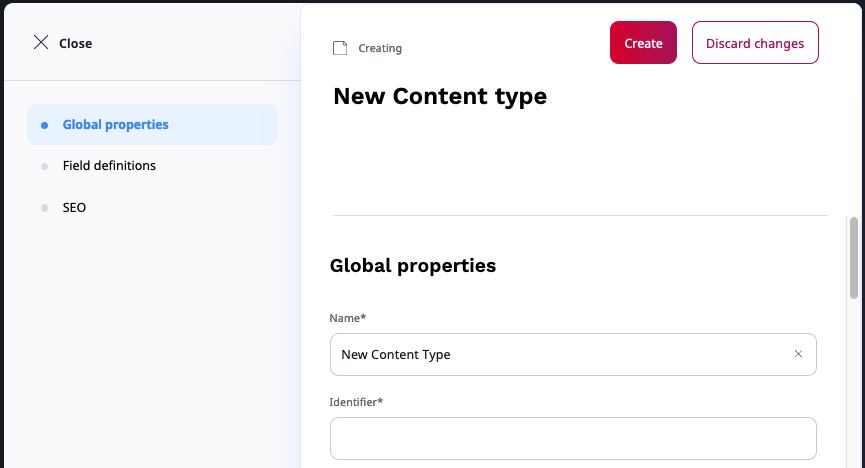 Close
Global properties
Field definitions
SEO
Creating
Create
Discard changes
New Content type
Global properties
Name*
New Content Type
Identifier*